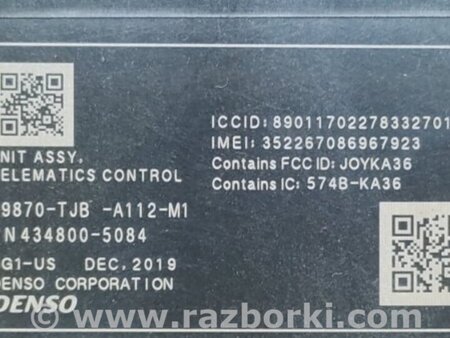 ICCID: 89011702278332701
IMEI: 352267086967923
Contains FCC ID: JOYKA36
Contains IC: 574B-KA36
NIT ASSY,
ELEMATICS CONTROL
9870-TJB -A112-M1
N 434800-5084
G1-US DEC, 2019
DENSO CORPORATION
DENSO
www.razborki.com